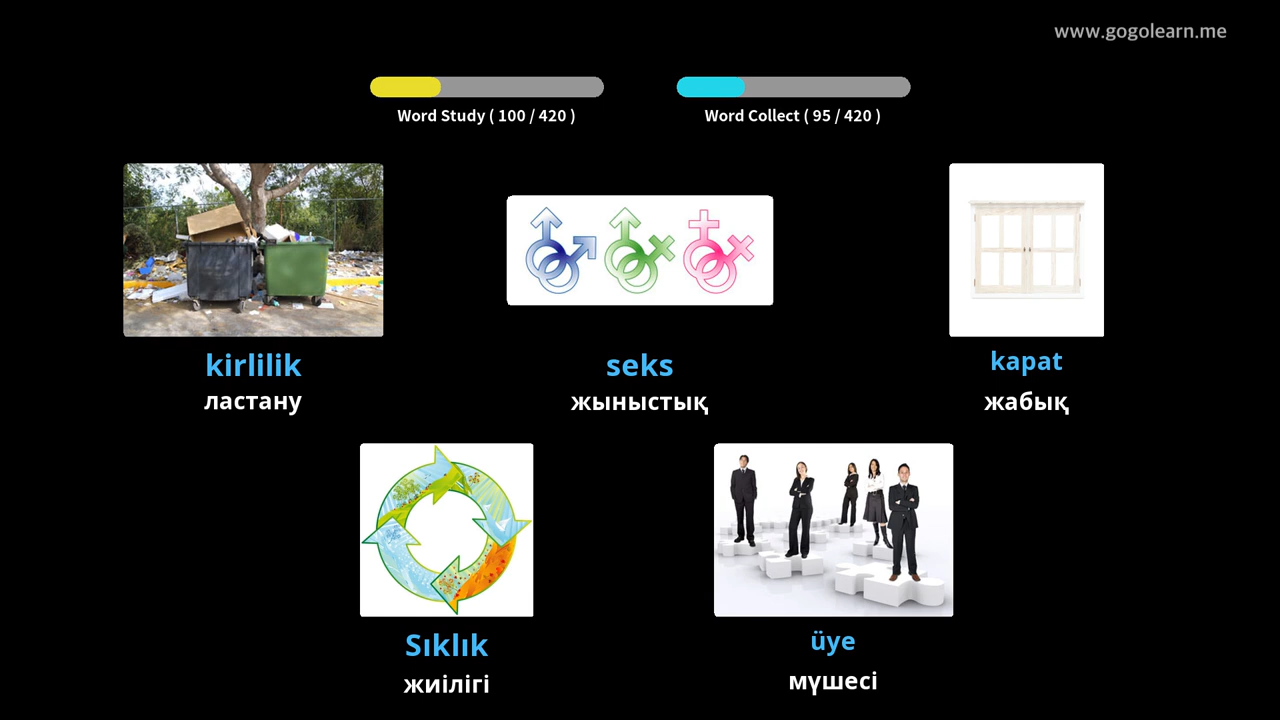 www.gogolearn.me
Word Study ( 100 / 420 )
Word Collect ( 95 / 420 )
kirlilik
ластану
seks
жыныстық
kapat
жабық
Sıklık
жиілігі
üye
мүшесі